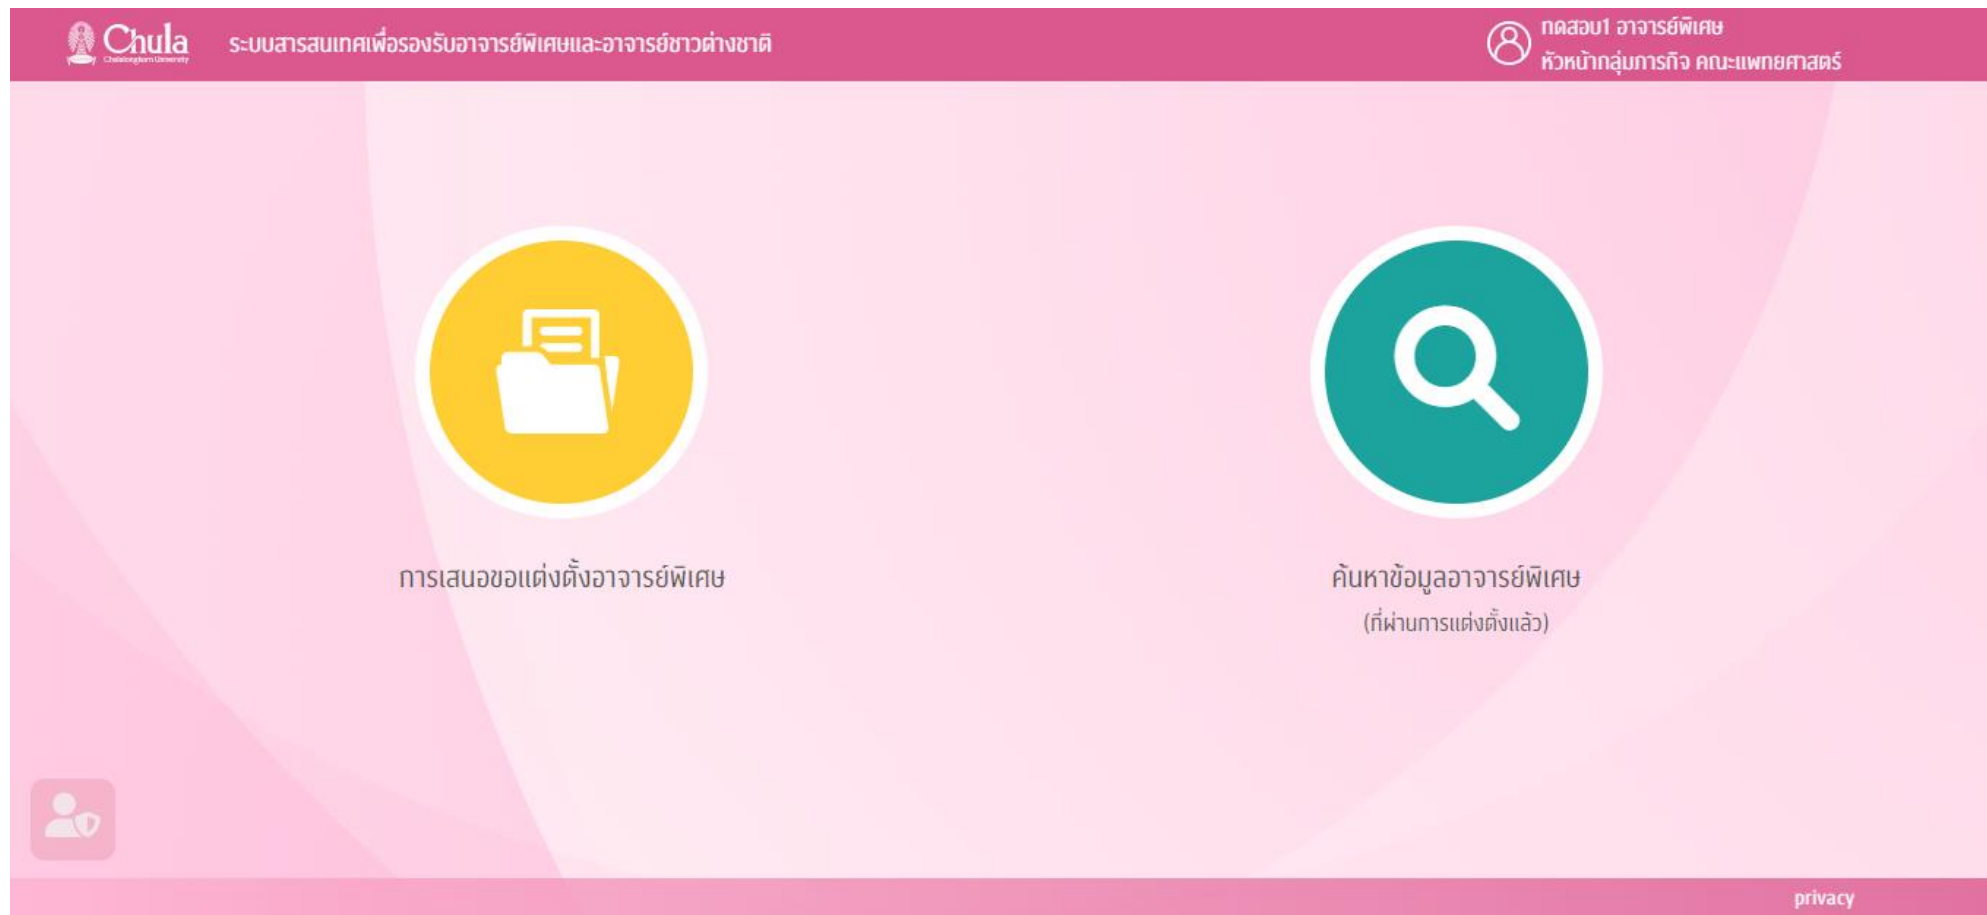 Chula
Chulalongkorn University
ระบบสารสนเทศเพื่อรองรับอาจารย์พิเศษและอาจารย์ชาวต่างชาติ
ทดสอบ1 อาจารย์พิเศษ
หัวหน้ากลุ่มภารกิจ คณะแพทยศาสตร์
การเสนอขอแต่งตั้งอาจารย์พิเศษ
ค้นหาข้อมูลอาจารย์พิเศษ
(ที่ผ่านการแต่งตั้งแล้ว)
privacy